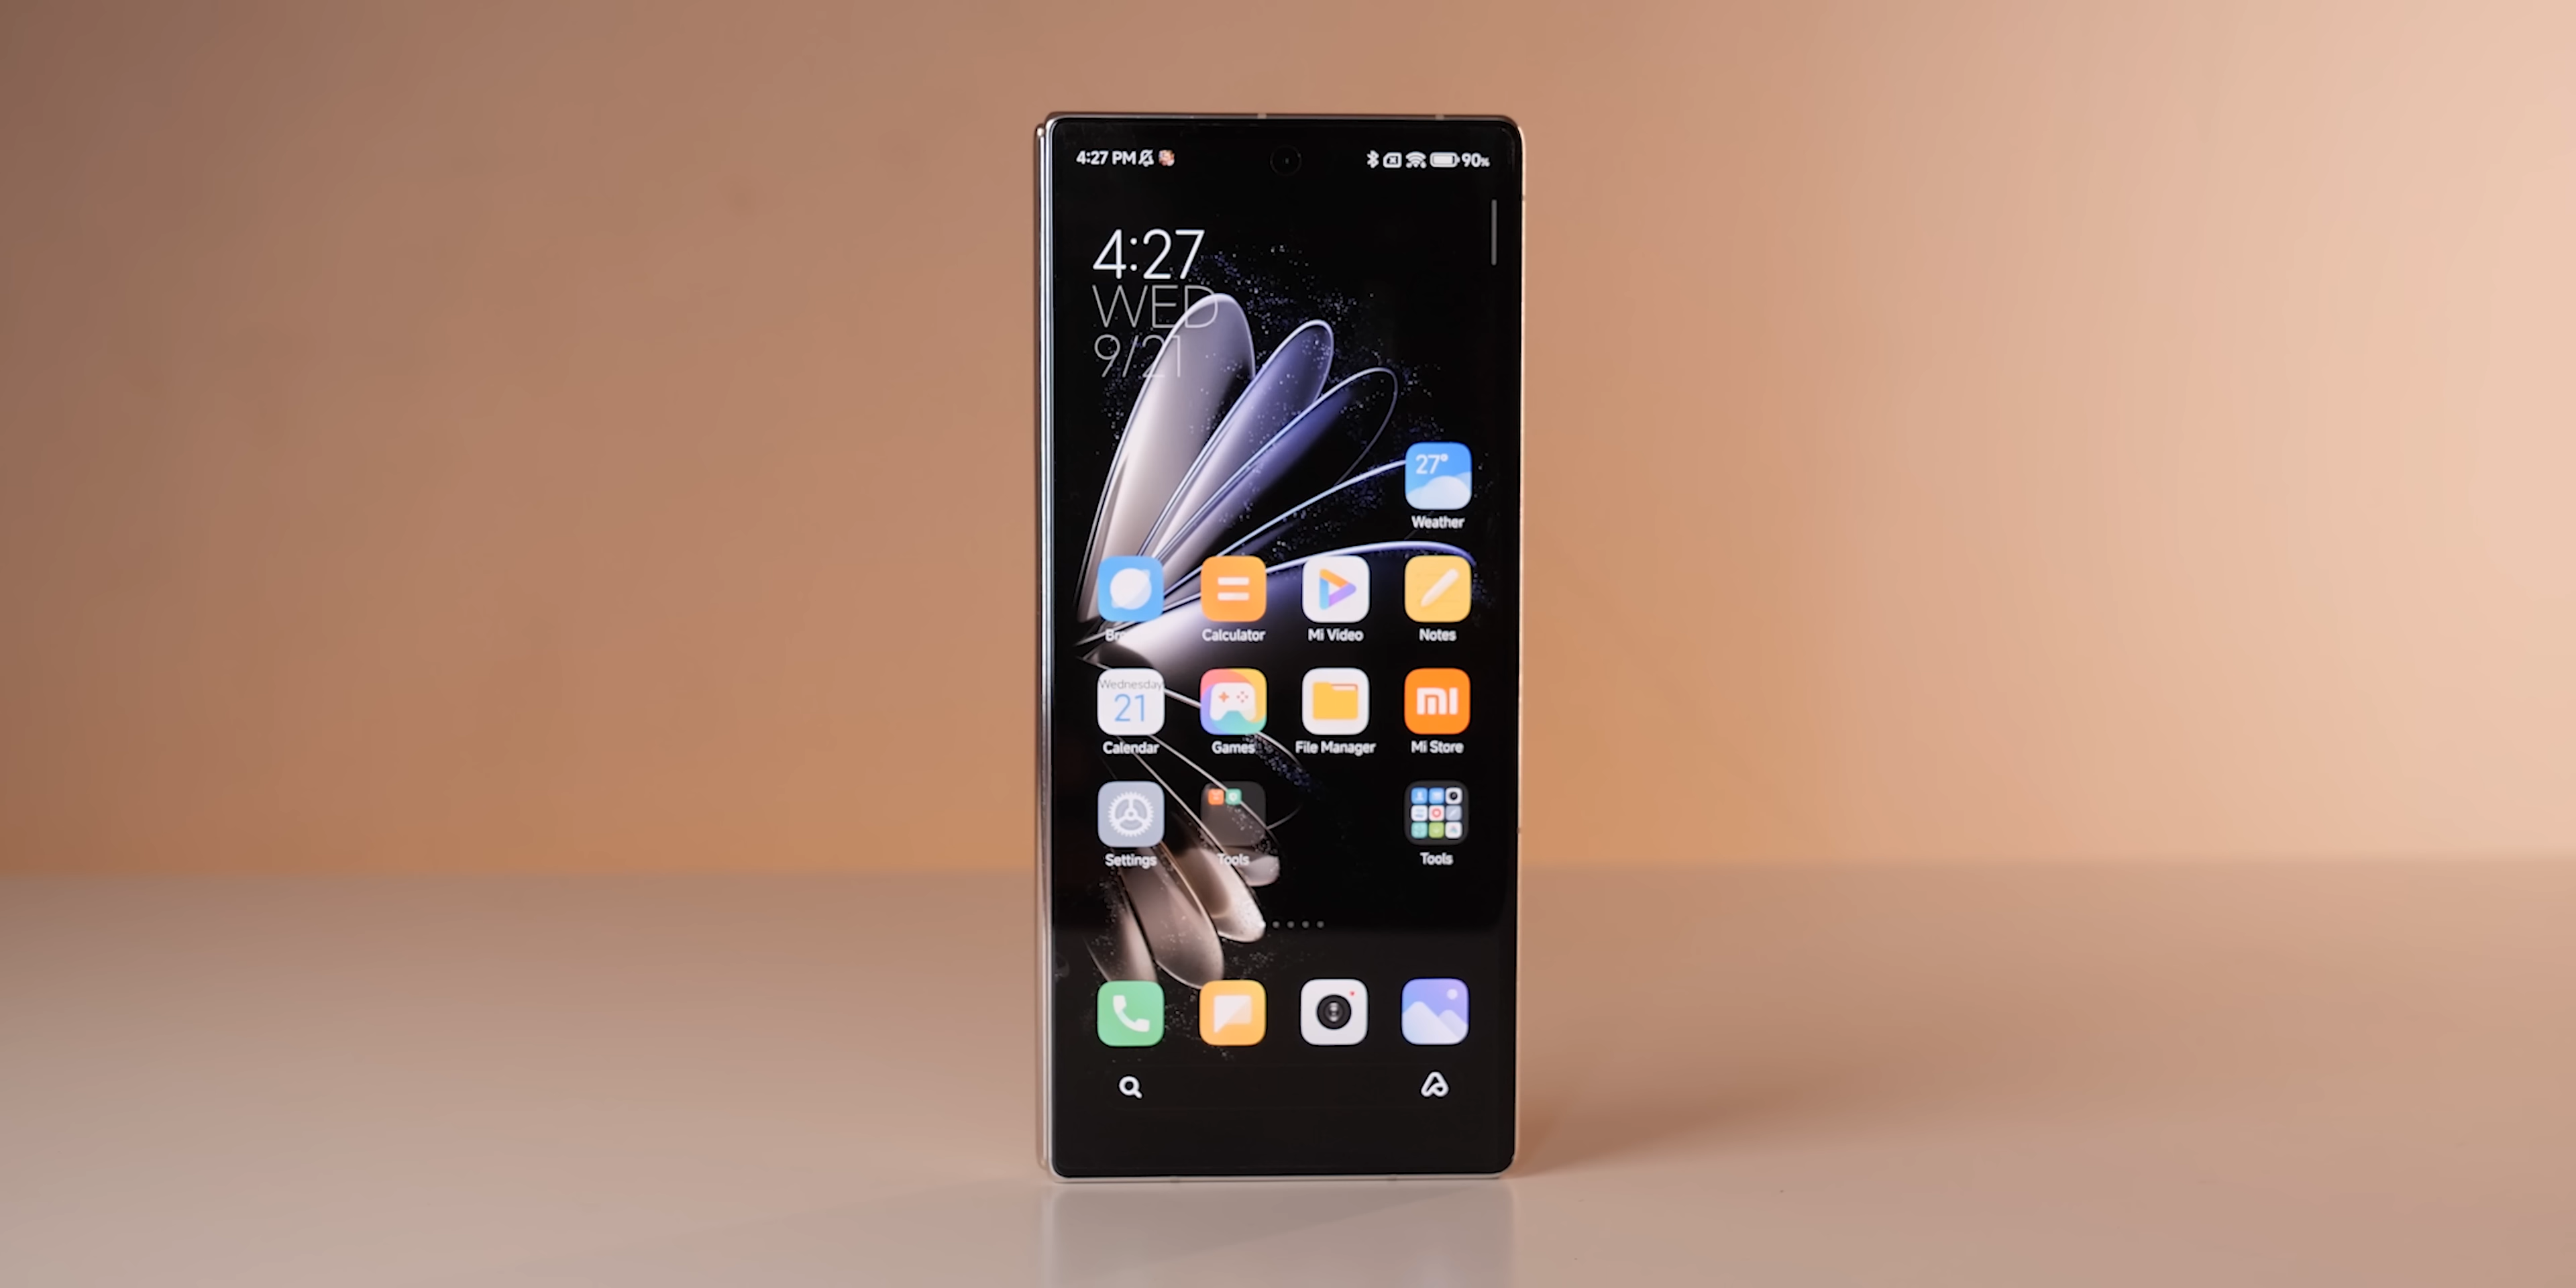 4:27 PM
90%
4:27
WED
9/21
27°
Weather
Calculator
Mi Video
Notes
Wednesday
21
mi
Calendar
Games
File Manager
Mi Store
Settings
Tools
Tools